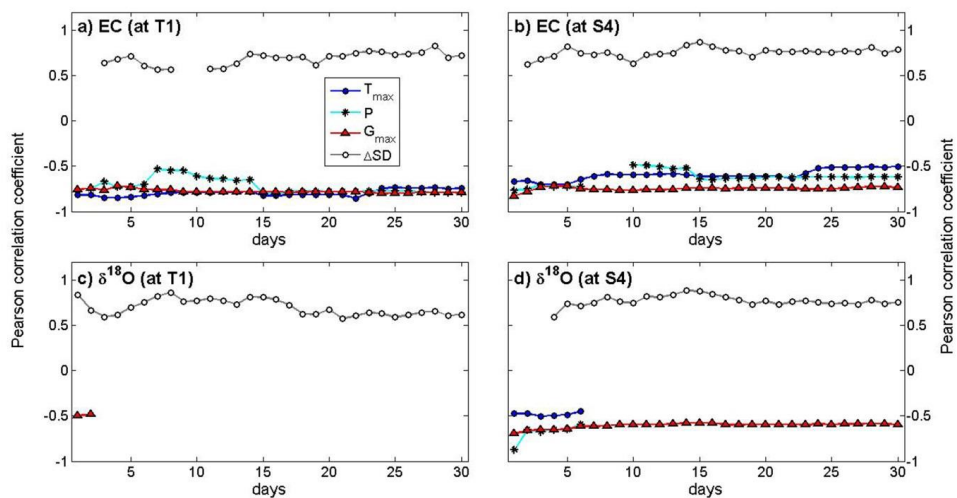 a) EC (at T1)
b) EC (at S4)
1
0.5
0
-0.5
-1
5 10 15 20 25 30
days
T max
P
G max
ΔSD
1
0.5
0
-0.5
-1
5 10 15 20 25 30
days
c) δ18O (at T1)
d) δ18O (at S4)
1
0.5
0
-0.5
-1
5 10 15 20 25 30
days
1
0.5
0
-0.5
-1
5 10 15 20 25 30
days
Pearson correlation coefficient
Pearson correlation coefficient